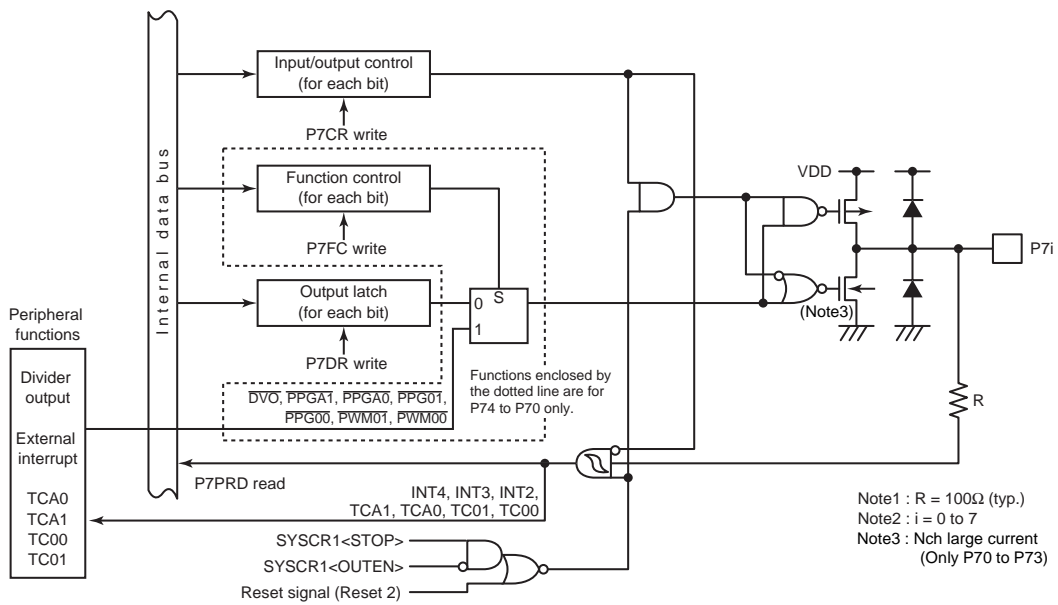 Input/output control
(for each bit)
P7CR write
Internal data bus
Function control
(for each bit)
P7FC write
Output latch
(for each bit)
P7DR write
0
S
1
VDD
P7i
(Note3)
Peripheral
functions
Divider
output
External
interrupt
TCA0
TCA1
TC00
TC01
Functions enclosed by
the dotted line are for
P74 to P70 only.
DVO, PPGA1, PPGA0, PPG01,
PPG00, PWM01, PWM00
R
P7PRD read
INT4, INT3, INT2,
TCA1, TCA0, TC01, TC00
SYSCR1<STOP>
SYSCR1<OUTEN>
Reset signal (Reset 2)
Note1 : R = 100Ω (typ.)
Note2 : i = 0 to 7
Note3 : Nch large current
(Only P70 to P73)